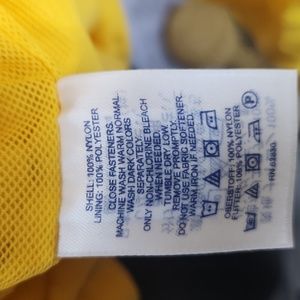 SHELL: 100% NYLON
LINING: 100% POLYESTER
CLOSE FASTENERS.
MACHINE WASH WARM NORMAL.
WASH DARK COLORS
SEPARATELY.
ONLY NON-CHLORINE BLEACH
WHEN NEEDED.
TUMBLE DRY LOW.
REMOVE PROMPTLY.
DO NOT USE FABRIC SOFTENER.
WARM IRON IF NEEDED.
OBERSTOFF: 100% NYLON
FUTTER: 100% POLYESTER